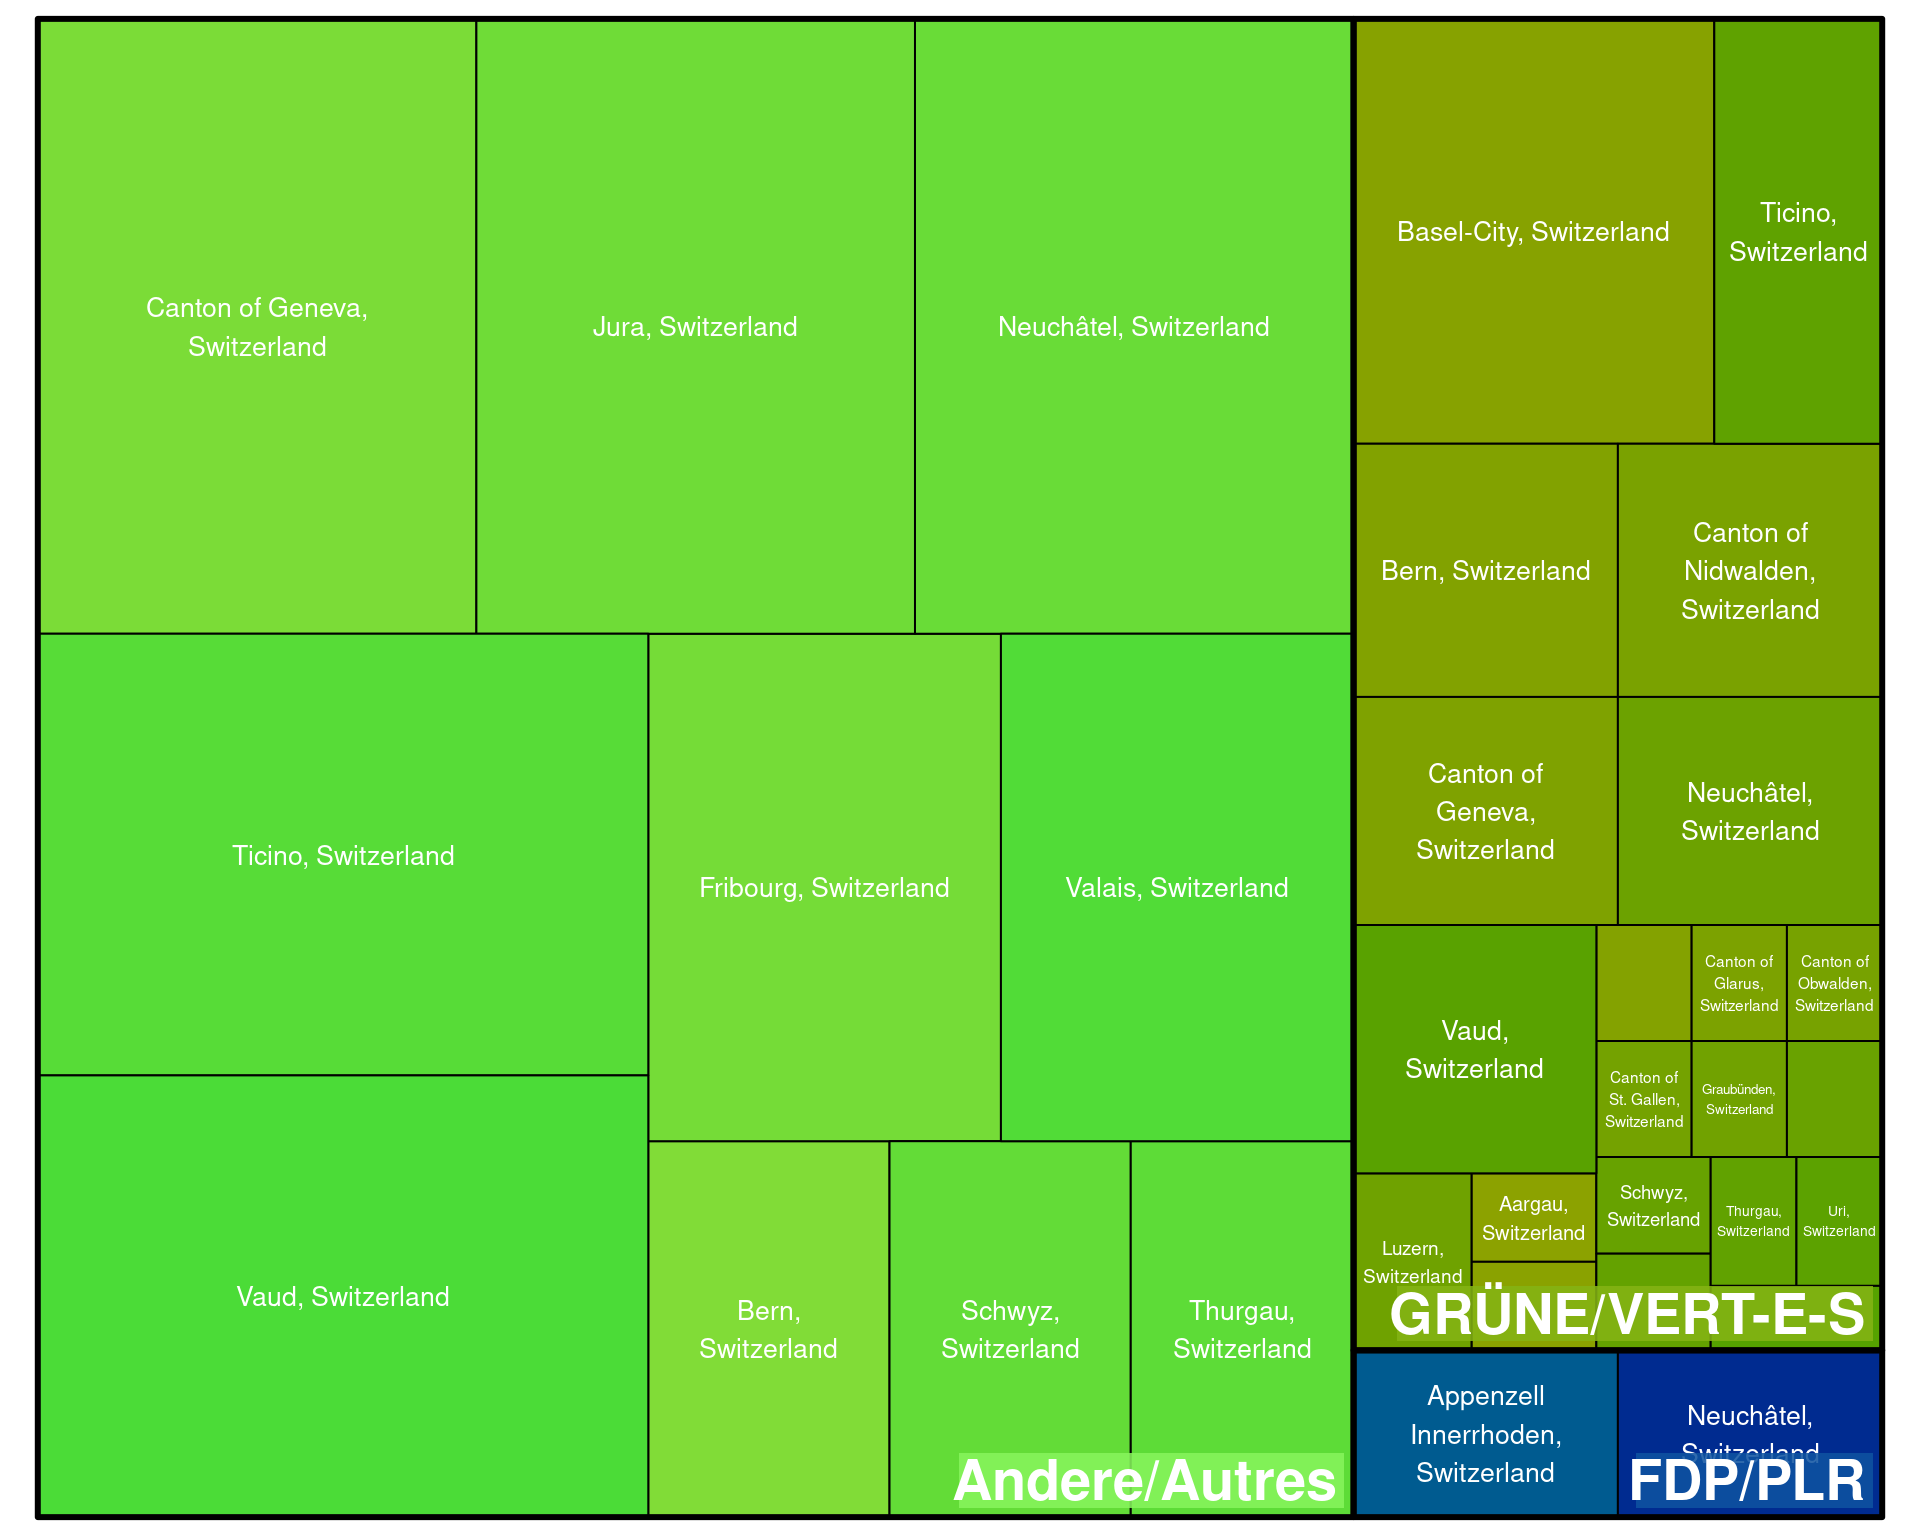 Canton of Geneva,
Switzerland
Jura, Switzerland
Neuchâtel, Switzerland
Ticino, Switzerland
Fribourg, Switzerland
Valais, Switzerland
Vaud, Switzerland
Bern,
Switzerland
Schwyz,
Switzerland
Thurgau,
Switzerland
Andere/Autres
Basel-City, Switzerland
Ticino,
Switzerland
Bern, Switzerland
Canton of
Nidwalden,
Switzerland
Canton of
Geneva,
Switzerland
Neuchâtel,
Switzerland
Vaud,
Switzerland
Canton of
Glarus,
Switzerland
Canton of
Obwalden,
Switzerland
Canton of
St. Gallen,
Switzerland
Graubünden,
Switzerland
Luzern,
Switzerland
Aargau,
Switzerland
Schwyz,
Switzerland
Thurgau,
Switzerland
Uri,
Switzerland
GRÜNE/VERT-E-S
Appenzell
Innerrhoden,
Switzerland
Neuchâtel,
Switzerland
FDP/PLR